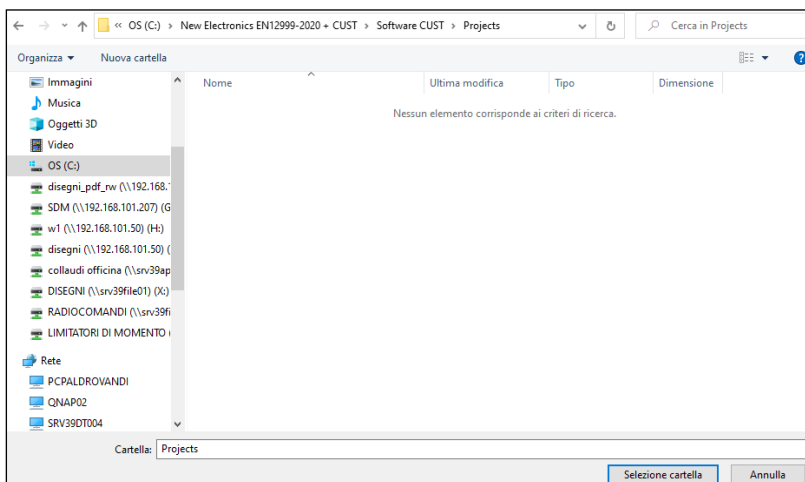 « OS (C:) › New Electronics EN12999-2020 + CUST › Software CUST › Projects
Cerca in Projects
Organizza
Nuova cartella
?
Immagini
Musica
Oggetti 3D
Video
OS (C:)
disegni_pdf_rw (\\192.168.1
SDM (\\192.168.101.207) (G
w1 (\\192.168.101.50) (H:)
disegni (\\192.168.101.50) (
collaudi officina (\\srv39ap
DISEGNI (\\srv39file01) (X:)
RADIOCOMANDI (\\srv39fi
LIMITATORI DI MOMENTO (
Rete
PCPALDROVANDI
QNAP02
SRV39DT004
Nome
Ultima modifica
Tipo
Dimensione
Nessun elemento corrisponde ai criteri di ricerca.
Cartella: Projects
Selezione cartella
Annulla